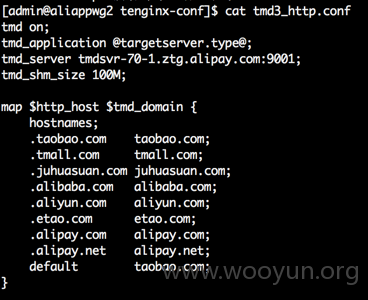 [admin@aliappwg2 tenginx-conf]$ cat tmd3_http.conf
tmd on;
tmd_application @targetserver.type@;
tmd_server tmdsvr-70-1.ztg.alipay.com:9001;
tmd_shm_size 100M;
map $http_host $tmd_domain {
hostnames;
.taobao.com taobao.com;
.tmall.com tmall.com;
.juhuasuan.com juhuasuan.com;
.alibaba.com alibaba.com;
.aliyun.com aliyun.com;
.etao.com etao.com;
.alipay.com alipay.com;
.alipay.net alipay.net;
default taobao.com;
}
www.wooyun.org